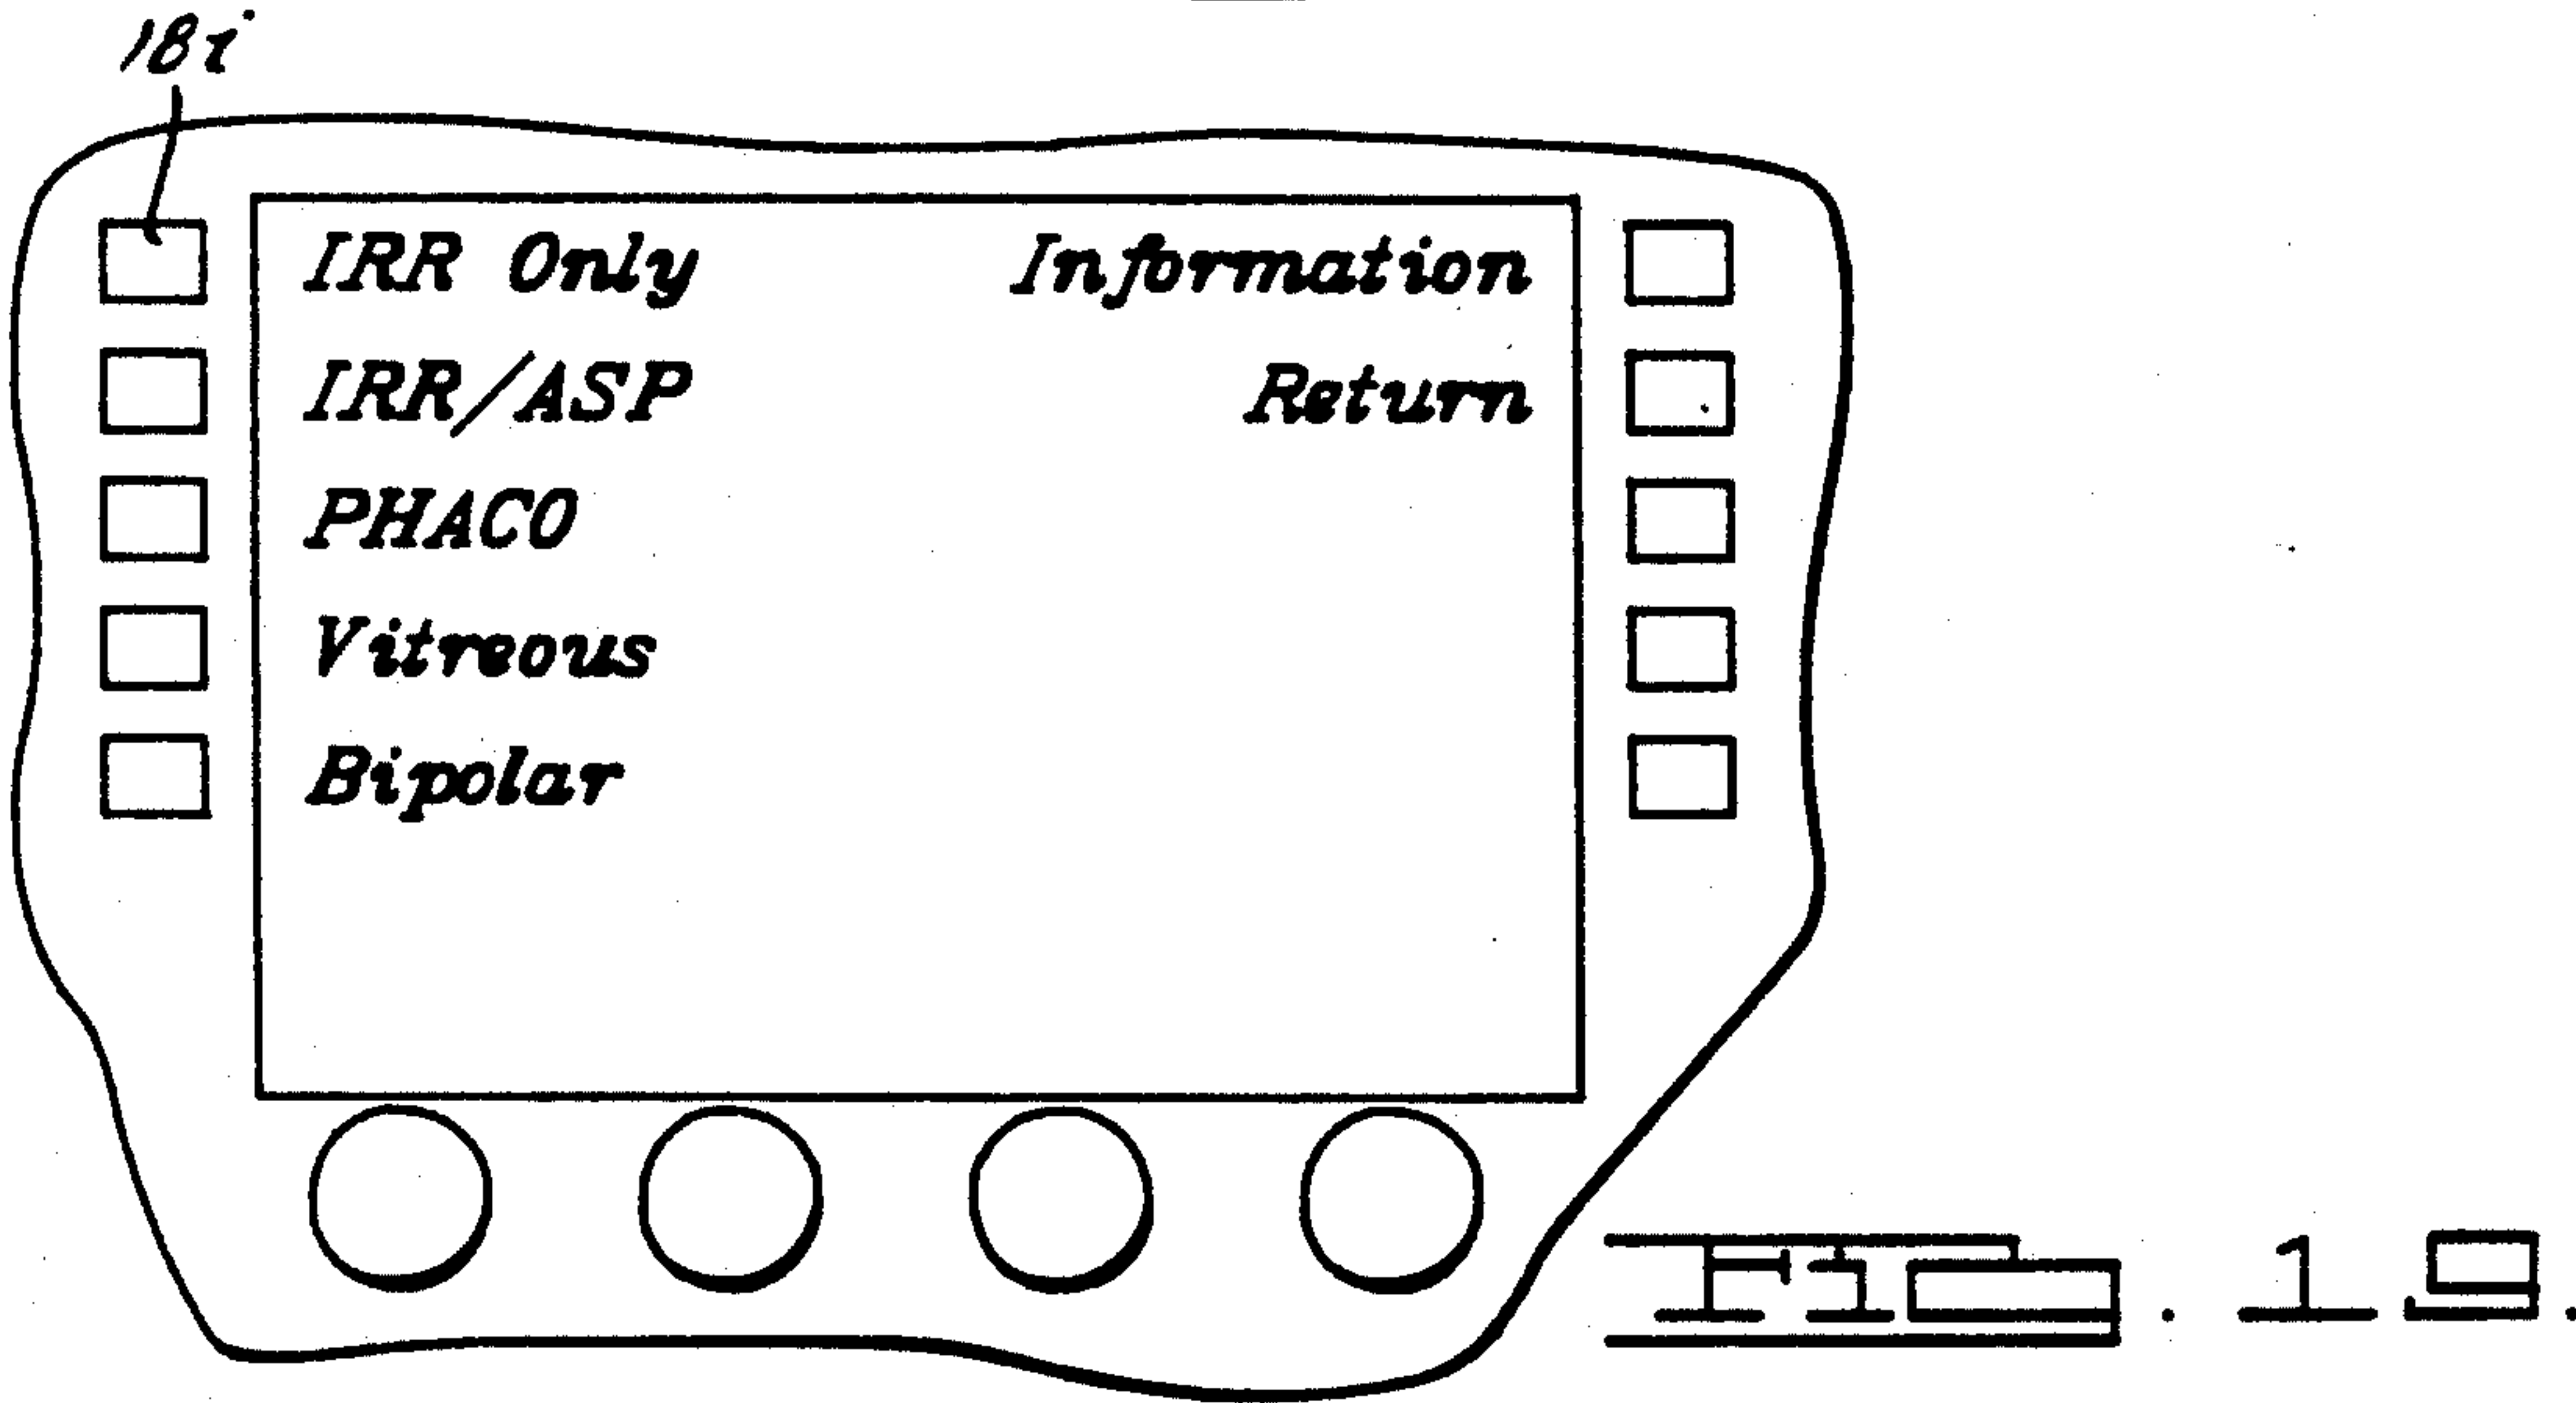 18i
IRR Only Information
IRR/ASP Return
PHACO
Vitreous
Bipolar
FIG. 19.